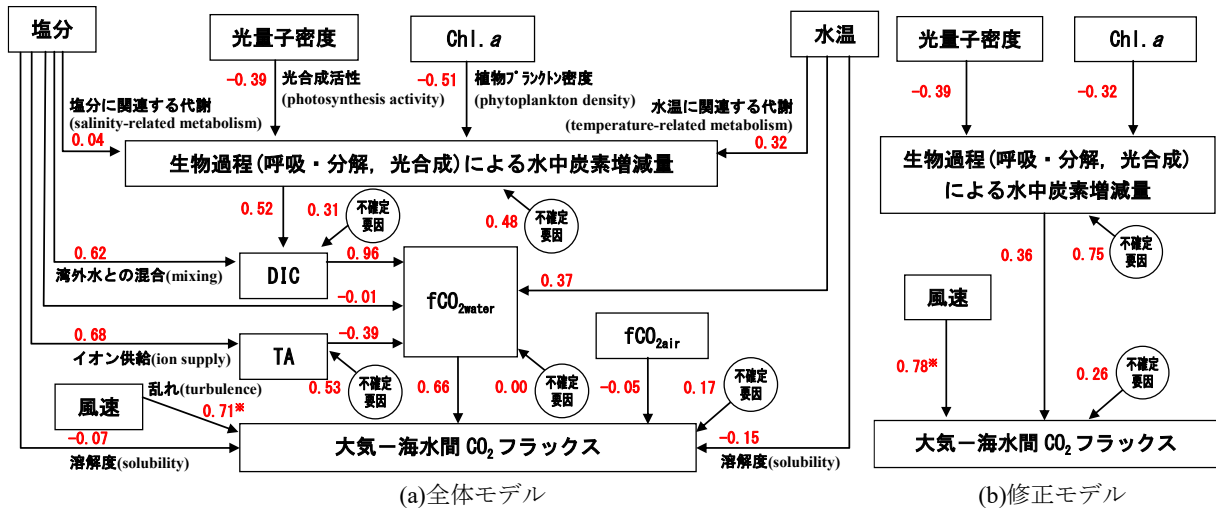 塩分
光量子密度
Chl. a
水温
-0.39
光合成活性
(photosynthesis activity)
-0.51
植物プランクトン密度
(phytoplankton density)
塩分に関連する代謝
(salinity-related metabolism)
0.04
水温に関連する代謝
(temperature-related metabolism)
0.32
生物過程(呼吸・分解, 光合成)による水中炭素増減量
0.52
0.31
不確定
要因
0.48
不確定
要因
0.62
湾外水との混合(mixing)
DIC
0.96
-0.01
fCO2water
0.37
0.68
イオン供給(ion supply)
TA
-0.39
fCO2air
0.53
不確定
要因
0.66
0.00
不確定
要因
-0.05
0.17
不確定
要因
乱れ(turbulence)
風速
0.71※
-0.07
溶解度(solubility)
大気－海水間 CO2 フラックス
-0.15
溶解度(solubility)
(a)全体モデル
光量子密度
Chl. a
-0.39
-0.32
生物過程(呼吸・分解, 光合成)
による水中炭素増減量
0.36
0.75
不確定
要因
風速
0.78※
0.26
不確定
要因
大気－海水間 CO2 フラックス
(b)修正モデル